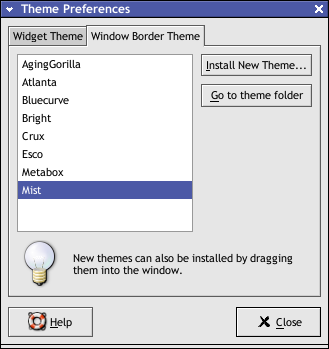 Theme Preferences
Widget Theme
Window Border Theme
AgingGorilla
Atlanta
Bluecurve
Bright
Crux
Esco
Metabox
Mist
Install New Theme...
Go to theme folder
New themes can also be installed by dragging
them into the window.
Help
Close